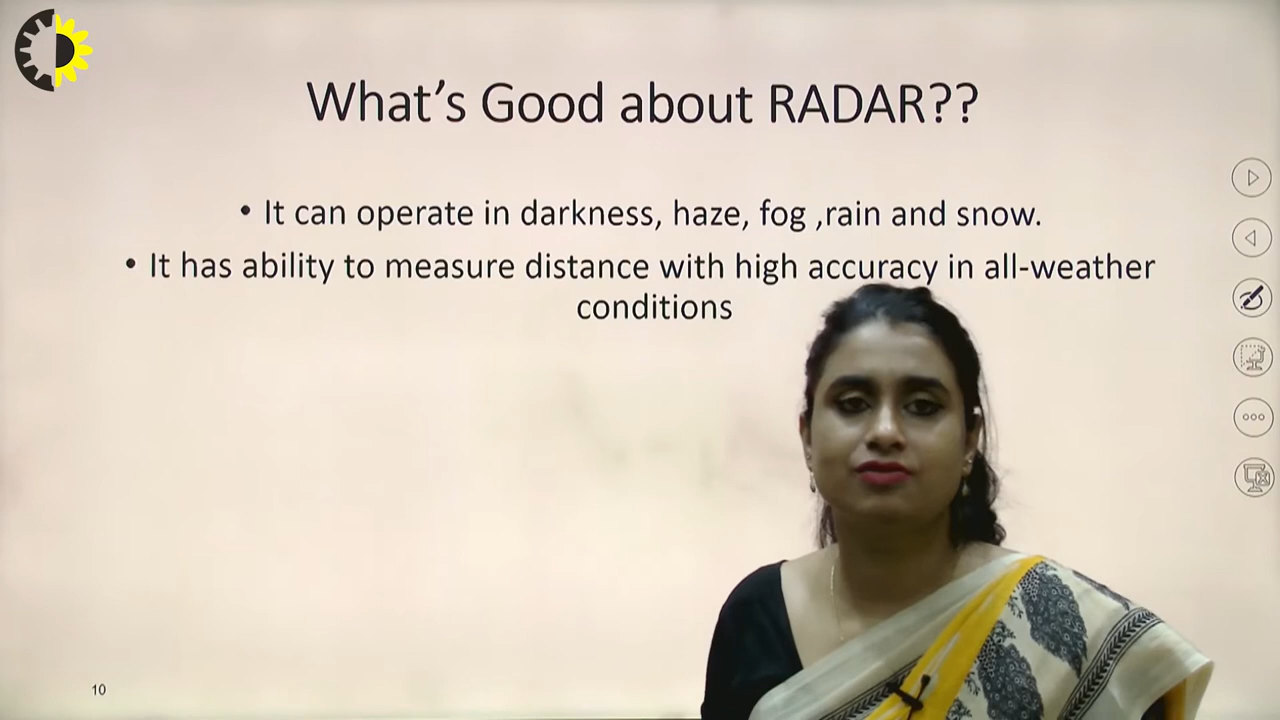 What's Good about RADAR??
• It can operate in darkness, haze, fog ,rain and snow.
• It has ability to measure distance with high accuracy in all-weather
conditions
10